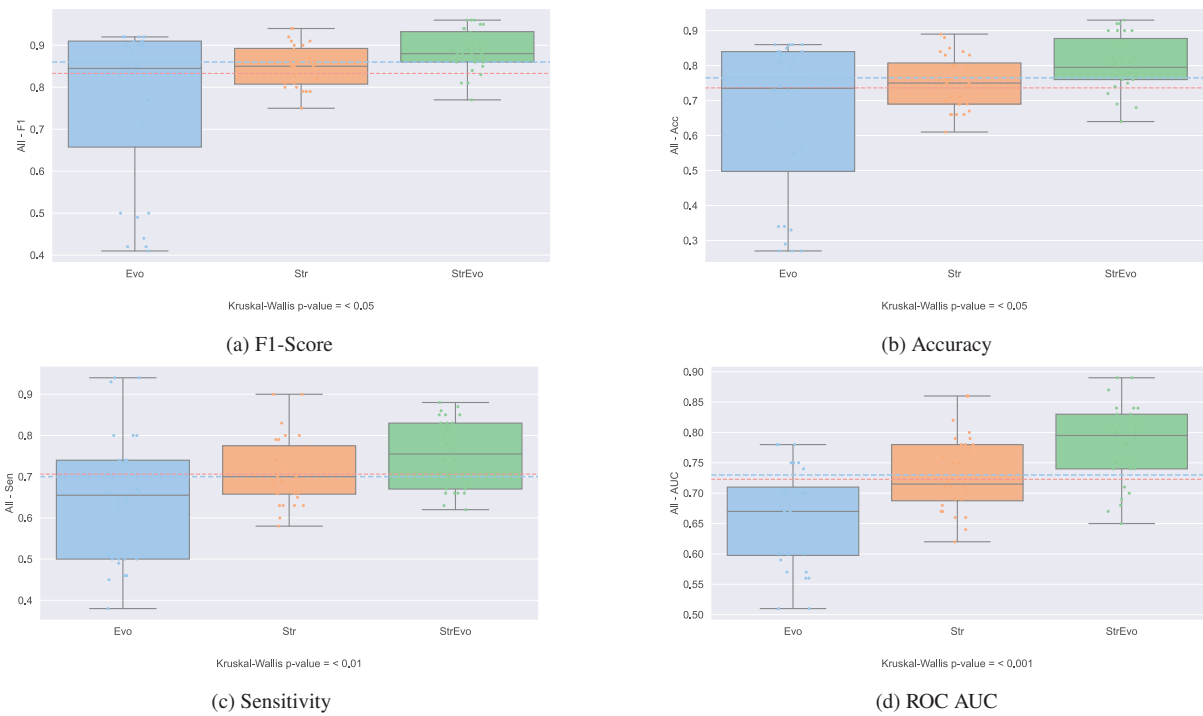 All - F1
0.9
0.8
0.7
0.6
0.5
0.4
Evo
Str
StrEvo
Kruskal-Wallis p-value = < 0.05
(a) F1-Score
All - Acc
0.9
0.8
0.7
0.6
0.5
0.4
0.3
Evo
Str
StrEvo
Kruskal-Wallis p-value = < 0.05
(b) Accuracy
All - Sen
0.9
0.8
0.7
0.6
0.5
0.4
Evo
Str
StrEvo
Kruskal-Wallis p-value = < 0.01
(c) Sensitivity
All - AUC
0.90
0.85
0.80
0.75
0.70
0.65
0.60
0.55
0.50
Evo
Str
StrEvo
Kruskal-Wallis p-value = < 0.001
(d) ROC AUC